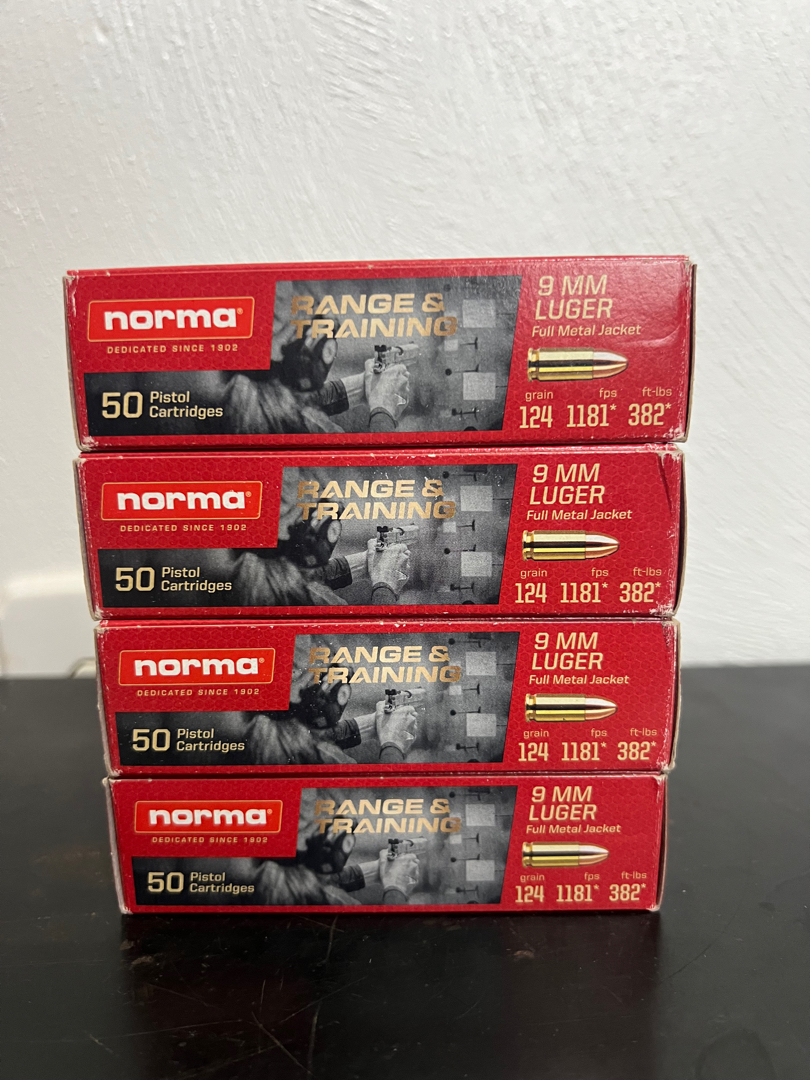 norma®
DEDICATED SINCE 1902
RANGE &
TRAINING
50 Pistol
Cartridges
9 MM
LUGER
Full Metal Jacket
grain fps ft-lbs
124 1181* 382*
norma®
DEDICATED SINCE 1902
RANGE &
TRAINING
50 Pistol
Cartridges
9 MM
LUGER
Full Metal Jacket
grain fps ft-lbs
124 1181* 382*
norma®
DEDICATED SINCE 1902
RANGE &
TRAINING
50 Pistol
Cartridges
9 MM
LUGER
Full Metal Jacket
grain fps ft-lbs
124 1181* 382*
norma®
DEDICATED SINCE 1902
RANGE &
TRAINING
50 Pistol
Cartridges
9 MM
LUGER
Full Metal Jacket
grain fps ft-lbs
124 1181* 382*